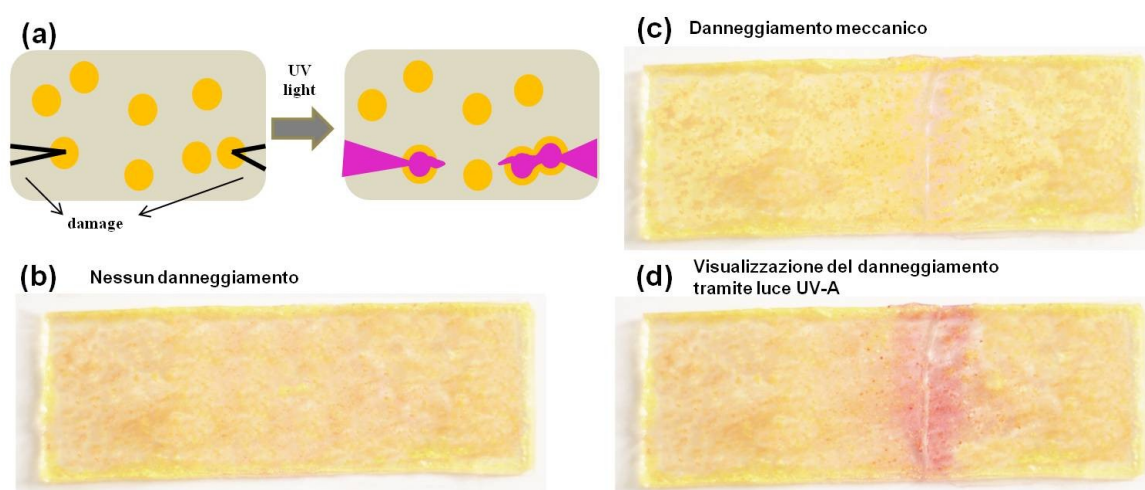 (a)
UV
light
damage
(b) Nessun danneggiamento
(c) Danneggiamento meccanico
(d) Visualizzazione del danneggiamento
tramite luce UV-A